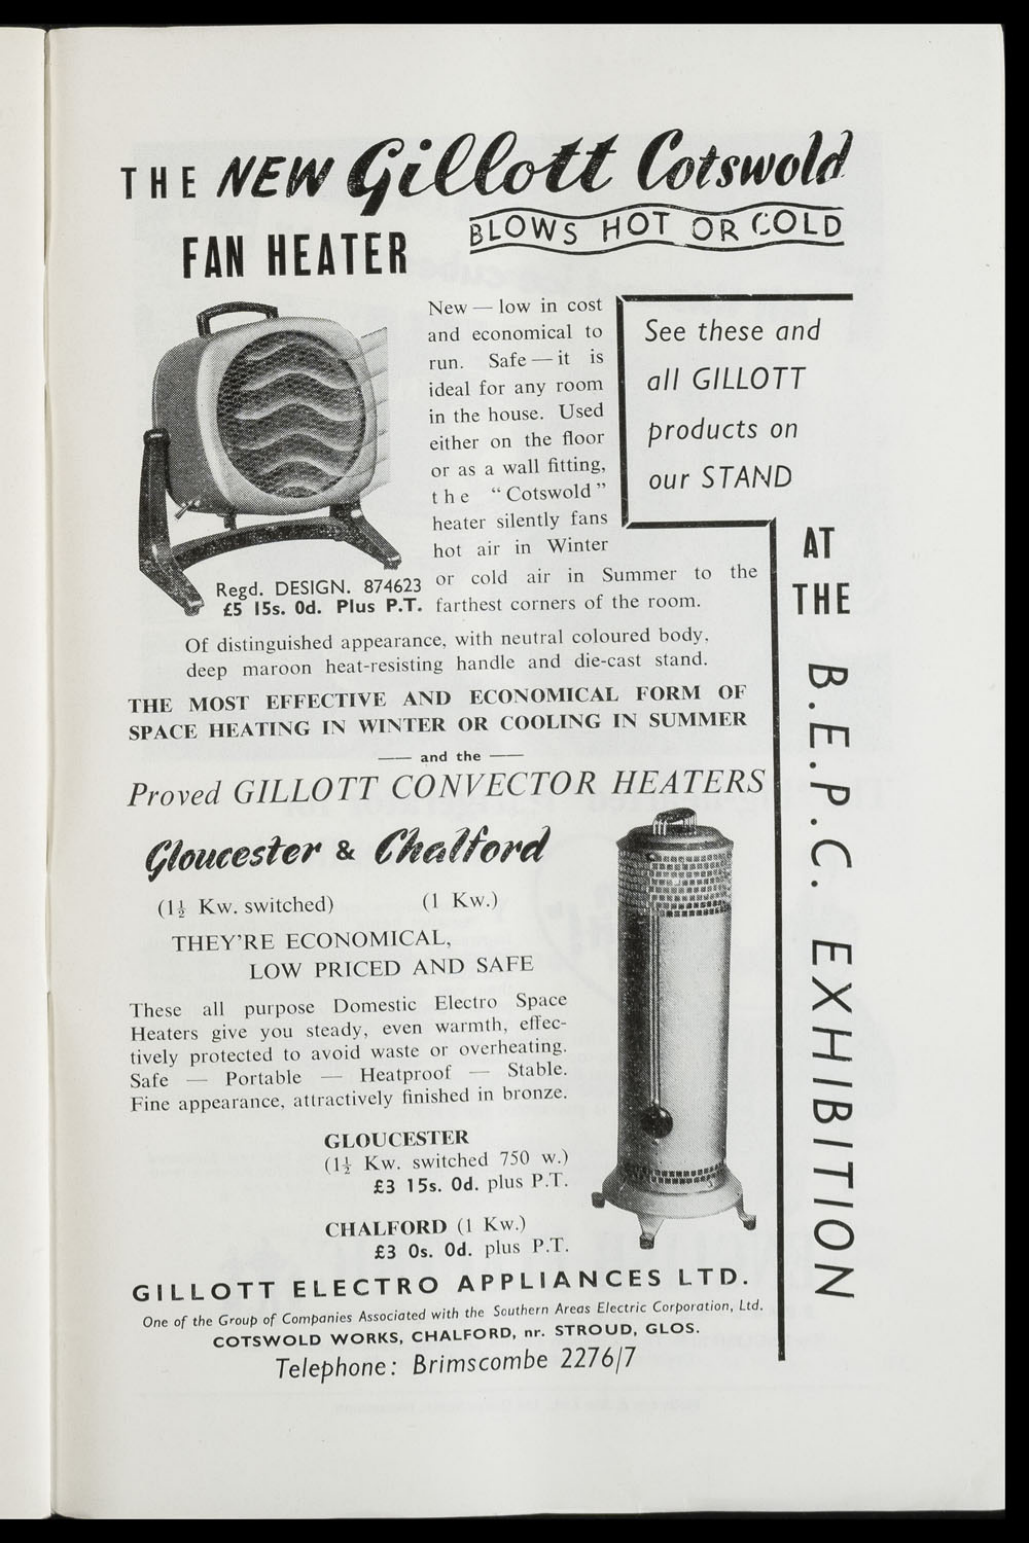 THE NEW Gillott Cotswold
BLOWS HOT OR COLD
FAN HEATER
New — low in cost
and economical to
run. Safe — it is
ideal for any room
in the house. Used
either on the floor
or as a wall fitting,
the “Cotswold”
heater silently fans
hot air in Winter
or cold air in Summer to the
farthest corners of the room.
Regd. DESIGN. 874623
£5 15s. 0d. Plus P.T.
See these and
all GILLOTT
products on
our STAND
AT
THE
B.E.P.C. EXHIBITION
Of distinguished appearance, with neutral coloured body,
deep maroon heat-resisting handle and die-cast stand.
THE MOST EFFECTIVE AND ECONOMICAL FORM OF
SPACE HEATING IN WINTER OR COOLING IN SUMMER
—— and the ——
Proved GILLOTT CONVECTOR HEATERS
Gloucester & Chalford
(1½ Kw. switched) (1 Kw.)
THEY'RE ECONOMICAL,
LOW PRICED AND SAFE
These all purpose Domestic Electro Space
Heaters give you steady, even warmth, effec-
tively protected to avoid waste or overheating.
Safe — Portable — Heatproof — Stable.
Fine appearance, attractively finished in bronze.
GLOUCESTER
(1½ Kw. switched 750 w.)
£3 15s. 0d. plus P.T.
CHALFORD (1 Kw.)
£3 0s. 0d. plus P.T.
GILLOTT ELECTRO APPLIANCES LTD.
One of the Group of Companies Associated with the Southern Areas Electric Corporation, Ltd.
COTSWOLD WORKS, CHALFORD, nr. STROUD, GLOS.
Telephone: Brimscombe 2276/7